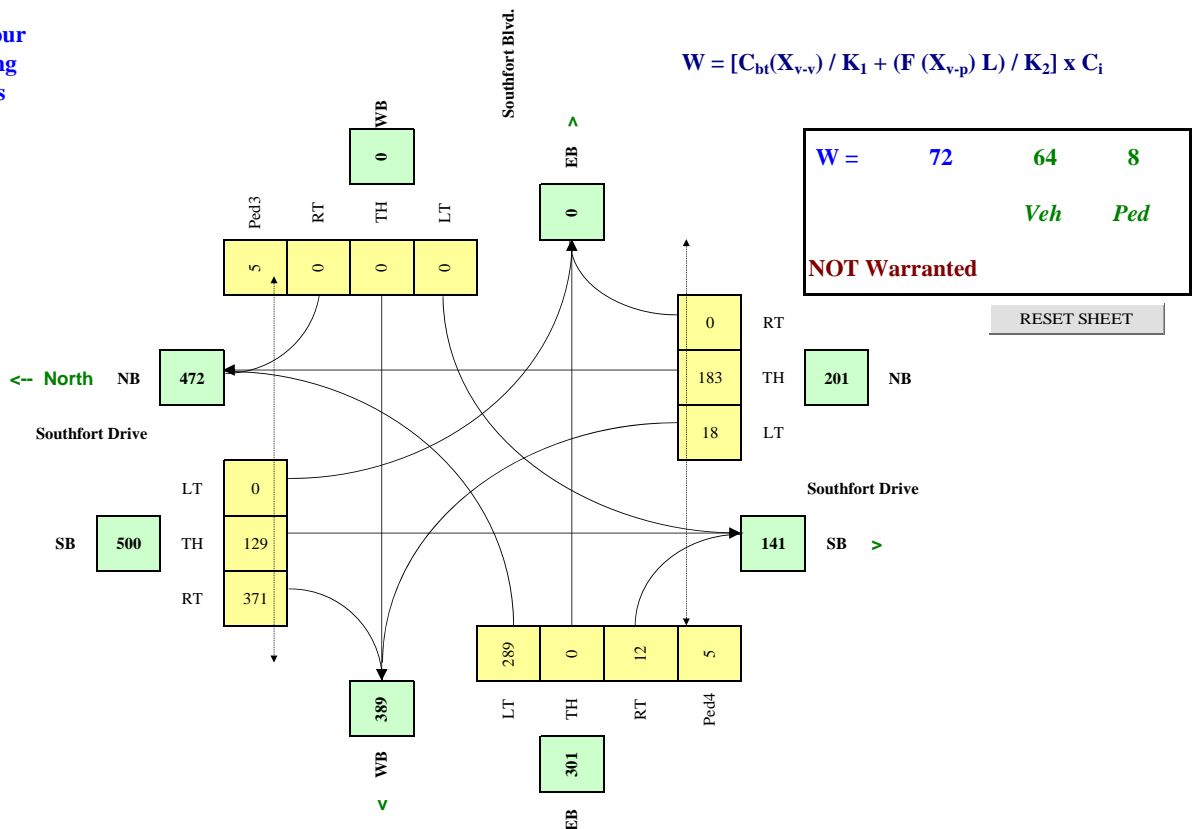 our
ng
s
Southfort Blvd.
W = [Cbt(Xv-v) / K1 + (F (Xv-p) L) / K2] x Ci
WB
0
^
EB
0
W = 72 64 8
Veh Ped
NOT Warranted
RESET SHEET
Ped3 RT TH LT
5 0 0 0
0 RT
183 TH 201 NB
18 LT
<-- North NB 472
Southfort Drive
LT 0
SB 500 TH 129
RT 371
Southfort Drive
141 SB >
289 0 12 5
LT TH RT Ped4
389
WB
v
301
EB